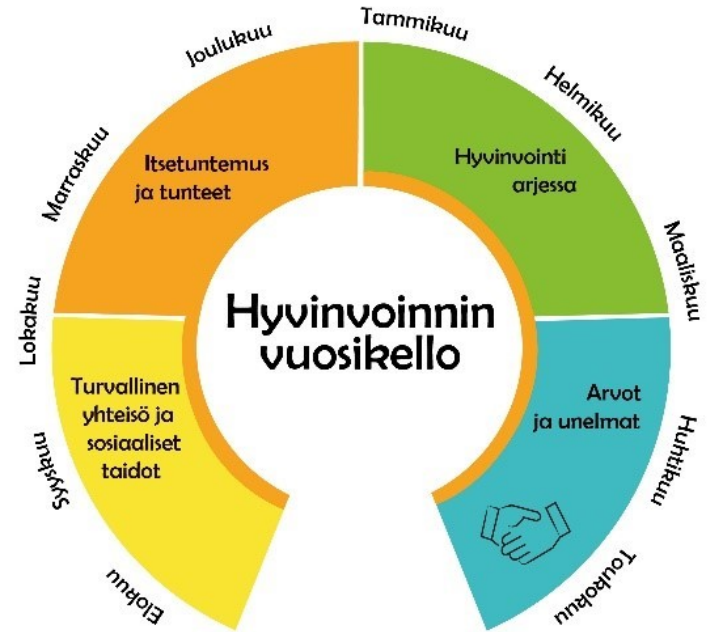 Tammikuu
Joulukuu
Helmikuu
Marraskuu
Itsetuntemus
ja tunteet
Hyvinvointi
arjessa
Maaliskuu
Lokakuu
Hyvinvoinnin
vuosikello
Turvallinen
yhteisö ja
sosiaaliset
taidot
Arvot
ja unelmat
Huhtikuu
Syyskuu
Toukokuu
Elokuu